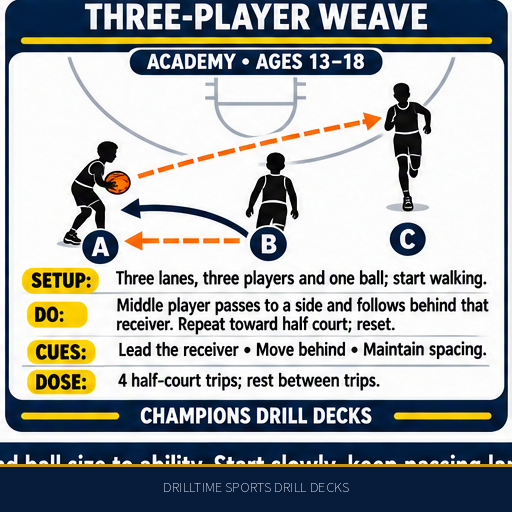 THREE-PLAYER WEAVE
ACADEMY • AGES 13–18
A
B
C
SETUP: Three lanes, three players and one ball; start walking.
DO: Middle player passes to a side and follows behind that
receiver. Repeat toward half court; reset.
CUES: Lead the receiver • Move behind • Maintain spacing.
DOSE: 4 half-court trips; rest between trips.
CHAMPIONS DRILL DECKS
ball size to ability. Start slowly, keep passing
DRILLTIME SPORTS DRILL DECKS